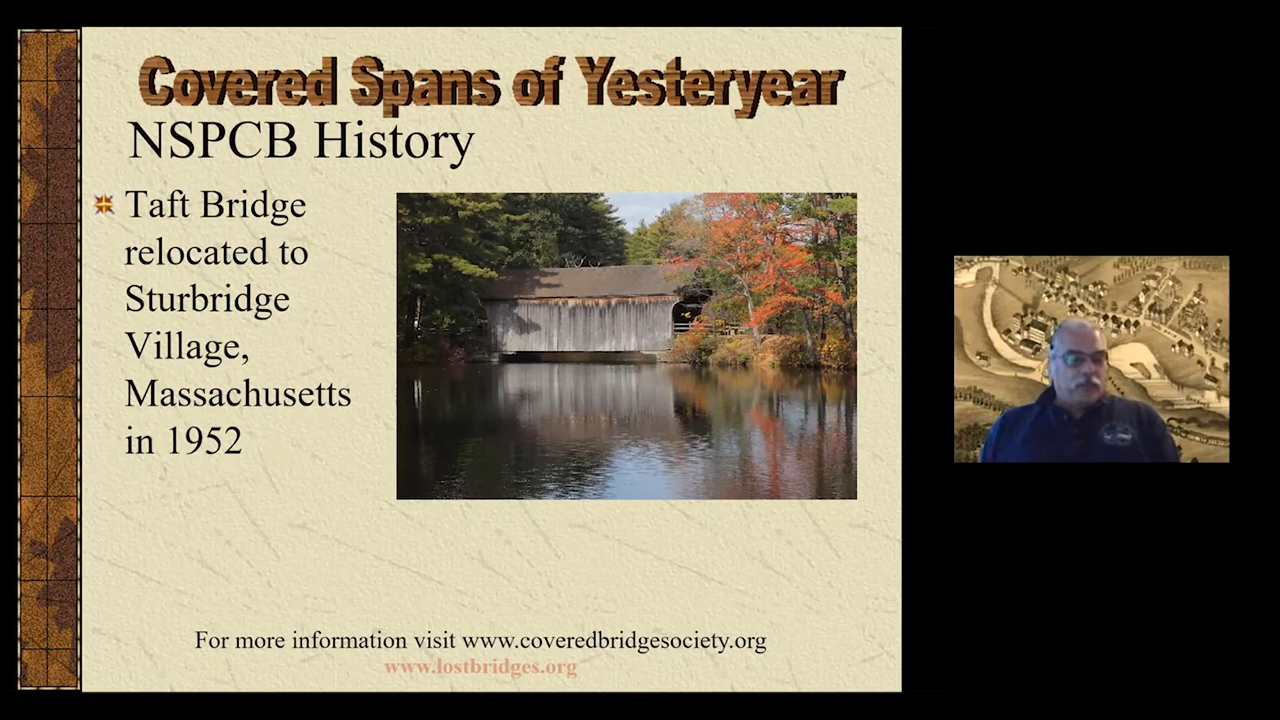 Covered Spans of Yesteryear
NSPCB History
Taft Bridge
relocated to
Sturbridge
Village,
Massachusetts
in 1952
For more information visit www.coveredbridgesociety.org
www.lostbridges.org